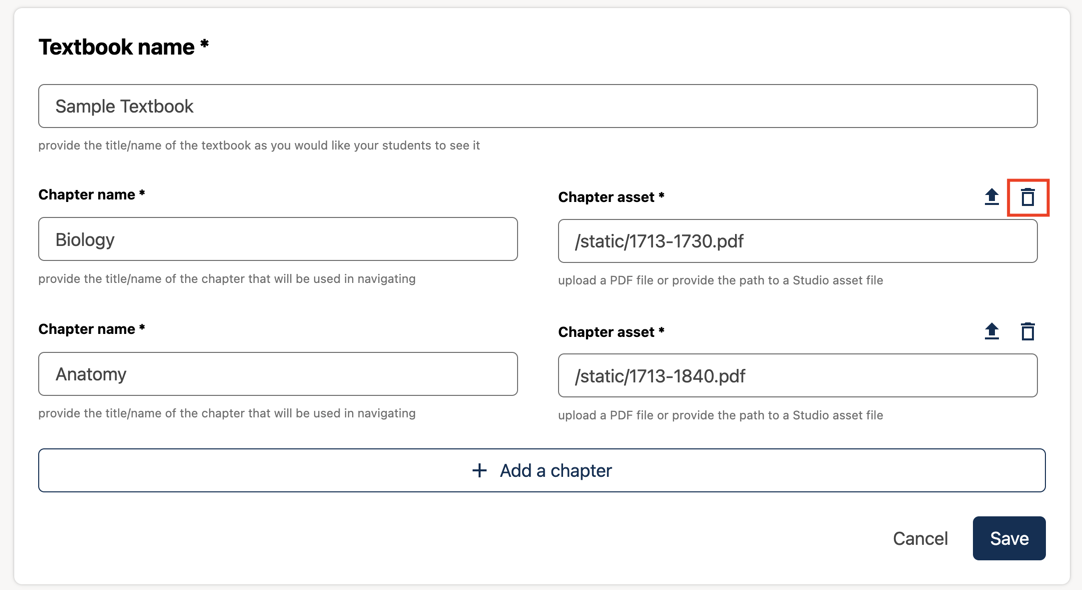 Textbook name *
Sample Textbook
provide the title/name of the textbook as you would like your students to see it
Chapter name *
Chapter asset *
Biology
/static/1713-1730.pdf
provide the title/name of the chapter that will be used in navigating
upload a PDF file or provide the path to a Studio asset file
Chapter name *
Chapter asset *
Anatomy
/static/1713-1840.pdf
provide the title/name of the chapter that will be used in navigating
upload a PDF file or provide the path to a Studio asset file
+ Add a chapter
Cancel
Save